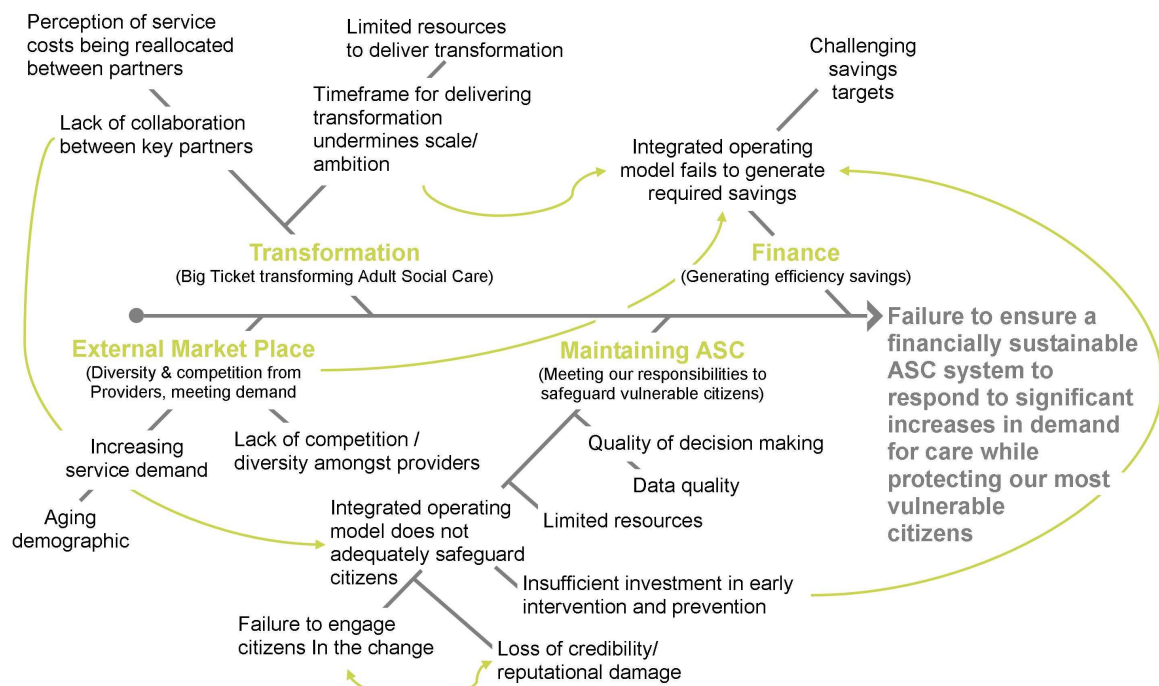 Perception of service
costs being reallocated
between partners
Limited resources
to deliver transformation
Challenging
savings
targets
Lack of collaboration
between key partners
Timeframe for delivering
transformation
undermines scale/
ambition
Integrated operating
model fails to generate
required savings
Transformation
(Big Ticket transforming Adult Social Care)
Finance
(Generating efficiency savings)
External Market Place
(Diversity & competition from
Providers, meeting demand
Maintaining ASC
(Meeting our responsibilities to
safeguard vulnerable citizens)
Failure to ensure a
financially sustainable
ASC system to
respond to significant
increases in demand
for care while
protecting our most
vulnerable
citizens
Increasing
service demand
Lack of competition /
diversity amongst providers
Quality of decision making
Data quality
Aging
demographic
Integrated operating
model does not
adequately safeguard
citizens
Limited resources
Insufficient investment in early
intervention and prevention
Failure to engage
citizens In the change
Loss of credibility/
reputational damage